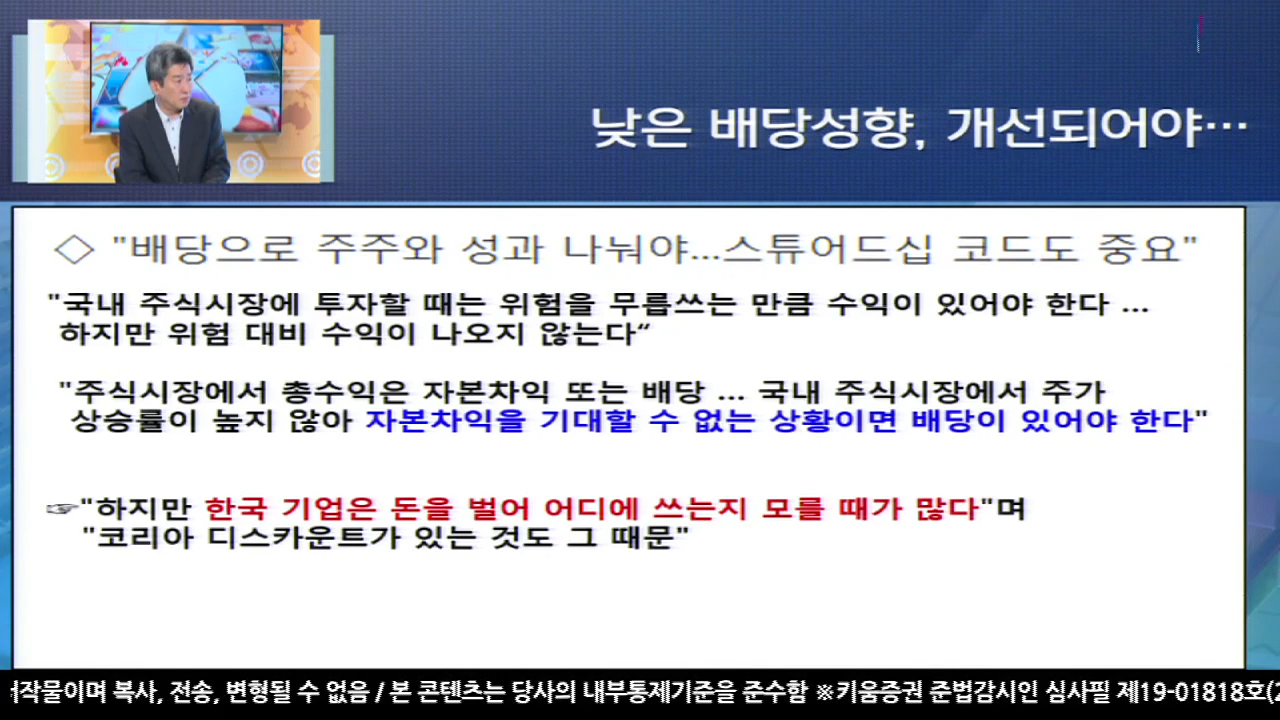 낮은 배당성향, 개선되어야…
◇ "배당으로 주주와 성과 나눠야...스튜어드십 코드도 중요"
"국내 주식시장에 투자할 때는 위험을 무릅쓰는 만큼 수익이 있어야 한다 ...
하지만 위험 대비 수익이 나오지 않는다“
"주식시장에서 총수익은 자본차익 또는 배당 ... 국내 주식시장에서 주가
상승률이 높지 않아 자본차익을 기대할 수 없는 상황이면 배당이 있어야 한다"
☞"하지만 한국 기업은 돈을 벌어 어디에 쓰는지 모를 때가 많다"며
"코리아 디스카운트가 있는 것도 그 때문"
작물이며 복사, 전송, 변형될 수 없음 / 본 콘텐츠는 당사의 내부통제기준을 준수함 ※키움증권 준법감시인 심사필 제19-01818호(2